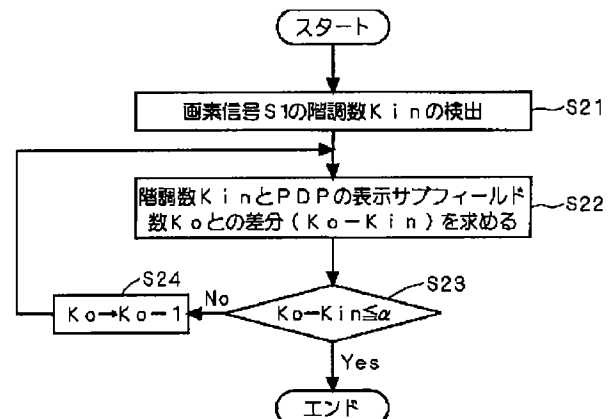 スタート
画素信号S1の階調数Kinの検出
S21
階調数KinとPDPの表示サブフィールド
数Koとの差分(Ko-Kin)を求める
S22
S23
Ko-Kin≦α
S24
No
Ko→Ko-1
Yes
エンド